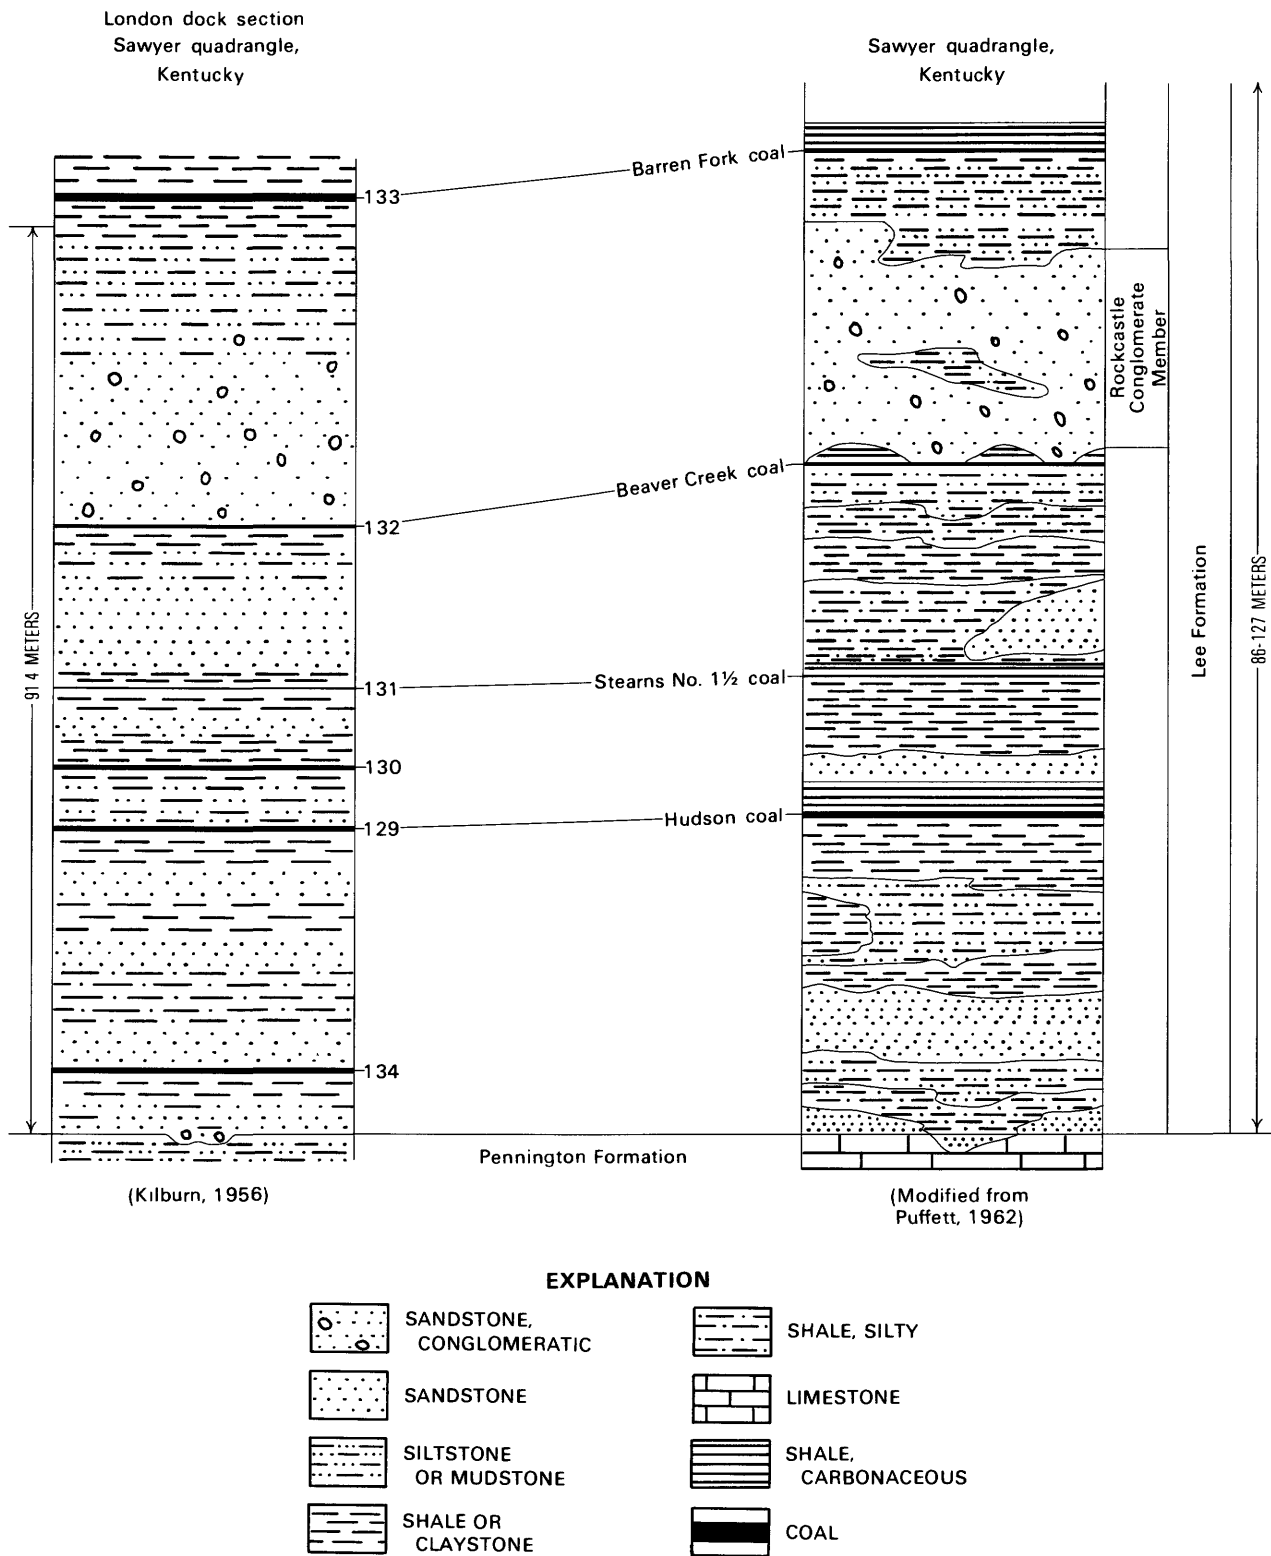 London dock section
Sawyer quadrangle,
Kentucky
Sawyer quadrangle,
Kentucky
Barren Fork coal
133
Rockcastle
Conglomerate
Member
Beaver Creek coal
132
Lee Formation
86-127 METERS
91 4 METERS
Stearns No. 1½ coal
131
130
Hudson coal
129
134
Pennington Formation
(Kilburn, 1956)
(Modified from
Puffett, 1962)
EXPLANATION
SANDSTONE,
CONGLOMERATIC
SANDSTONE
SILTSTONE
OR MUDSTONE
SHALE OR
CLAYSTONE
SHALE, SILTY
LIMESTONE
SHALE,
CARBONACEOUS
COAL